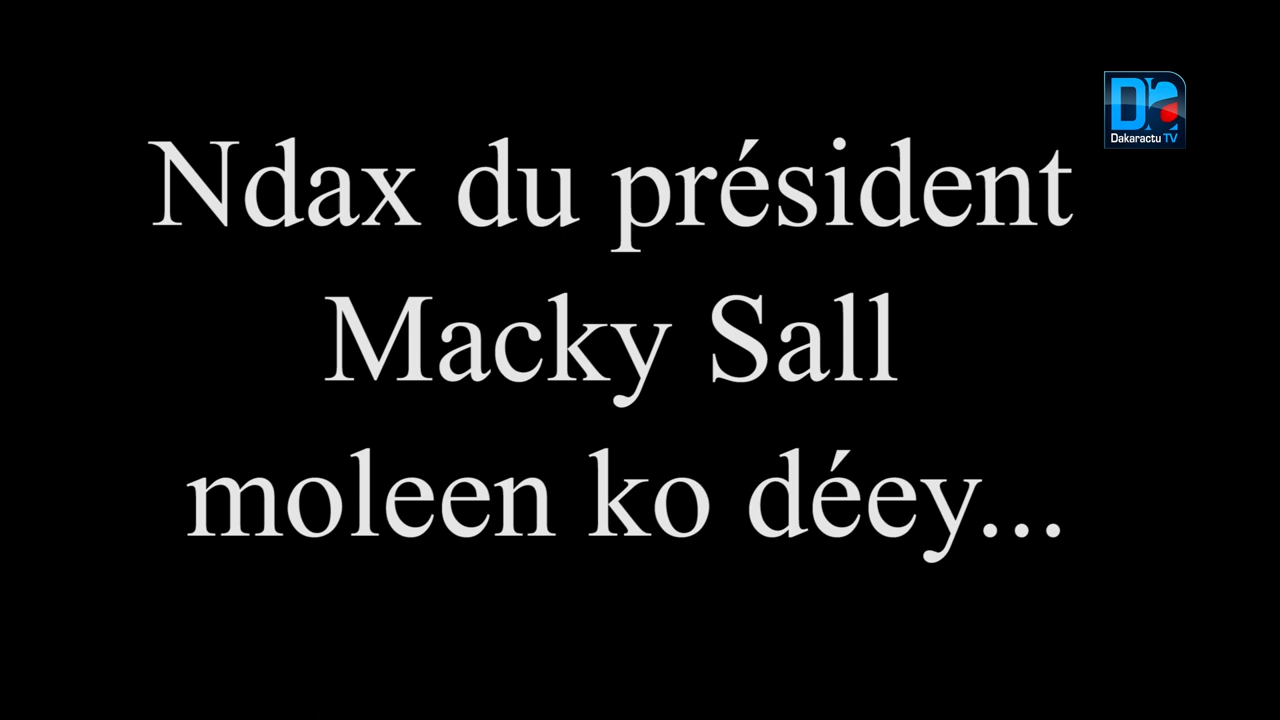 Dakaractu TV
Ndax du président
Macky Sall
moleen ko déey...